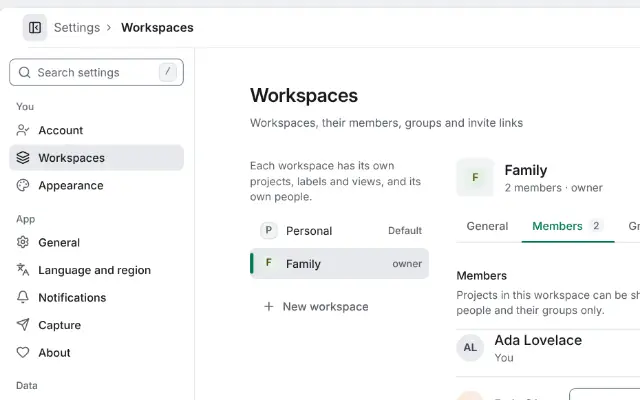 Settings > Workspaces
Search settings /
You
Account
Workspaces
Appearance
App
General
Language and region
Notifications
Capture
About
Data
Workspaces
Workspaces, their members, groups and invite links
Each workspace has its own
projects, labels and views, and its
own people.
P Personal Default
F Family owner
+ New workspace
F
Family
2 members · owner
General Members 2
Members
Projects in this workspace can be
people and their groups only.
AL
Ada Lovelace
You